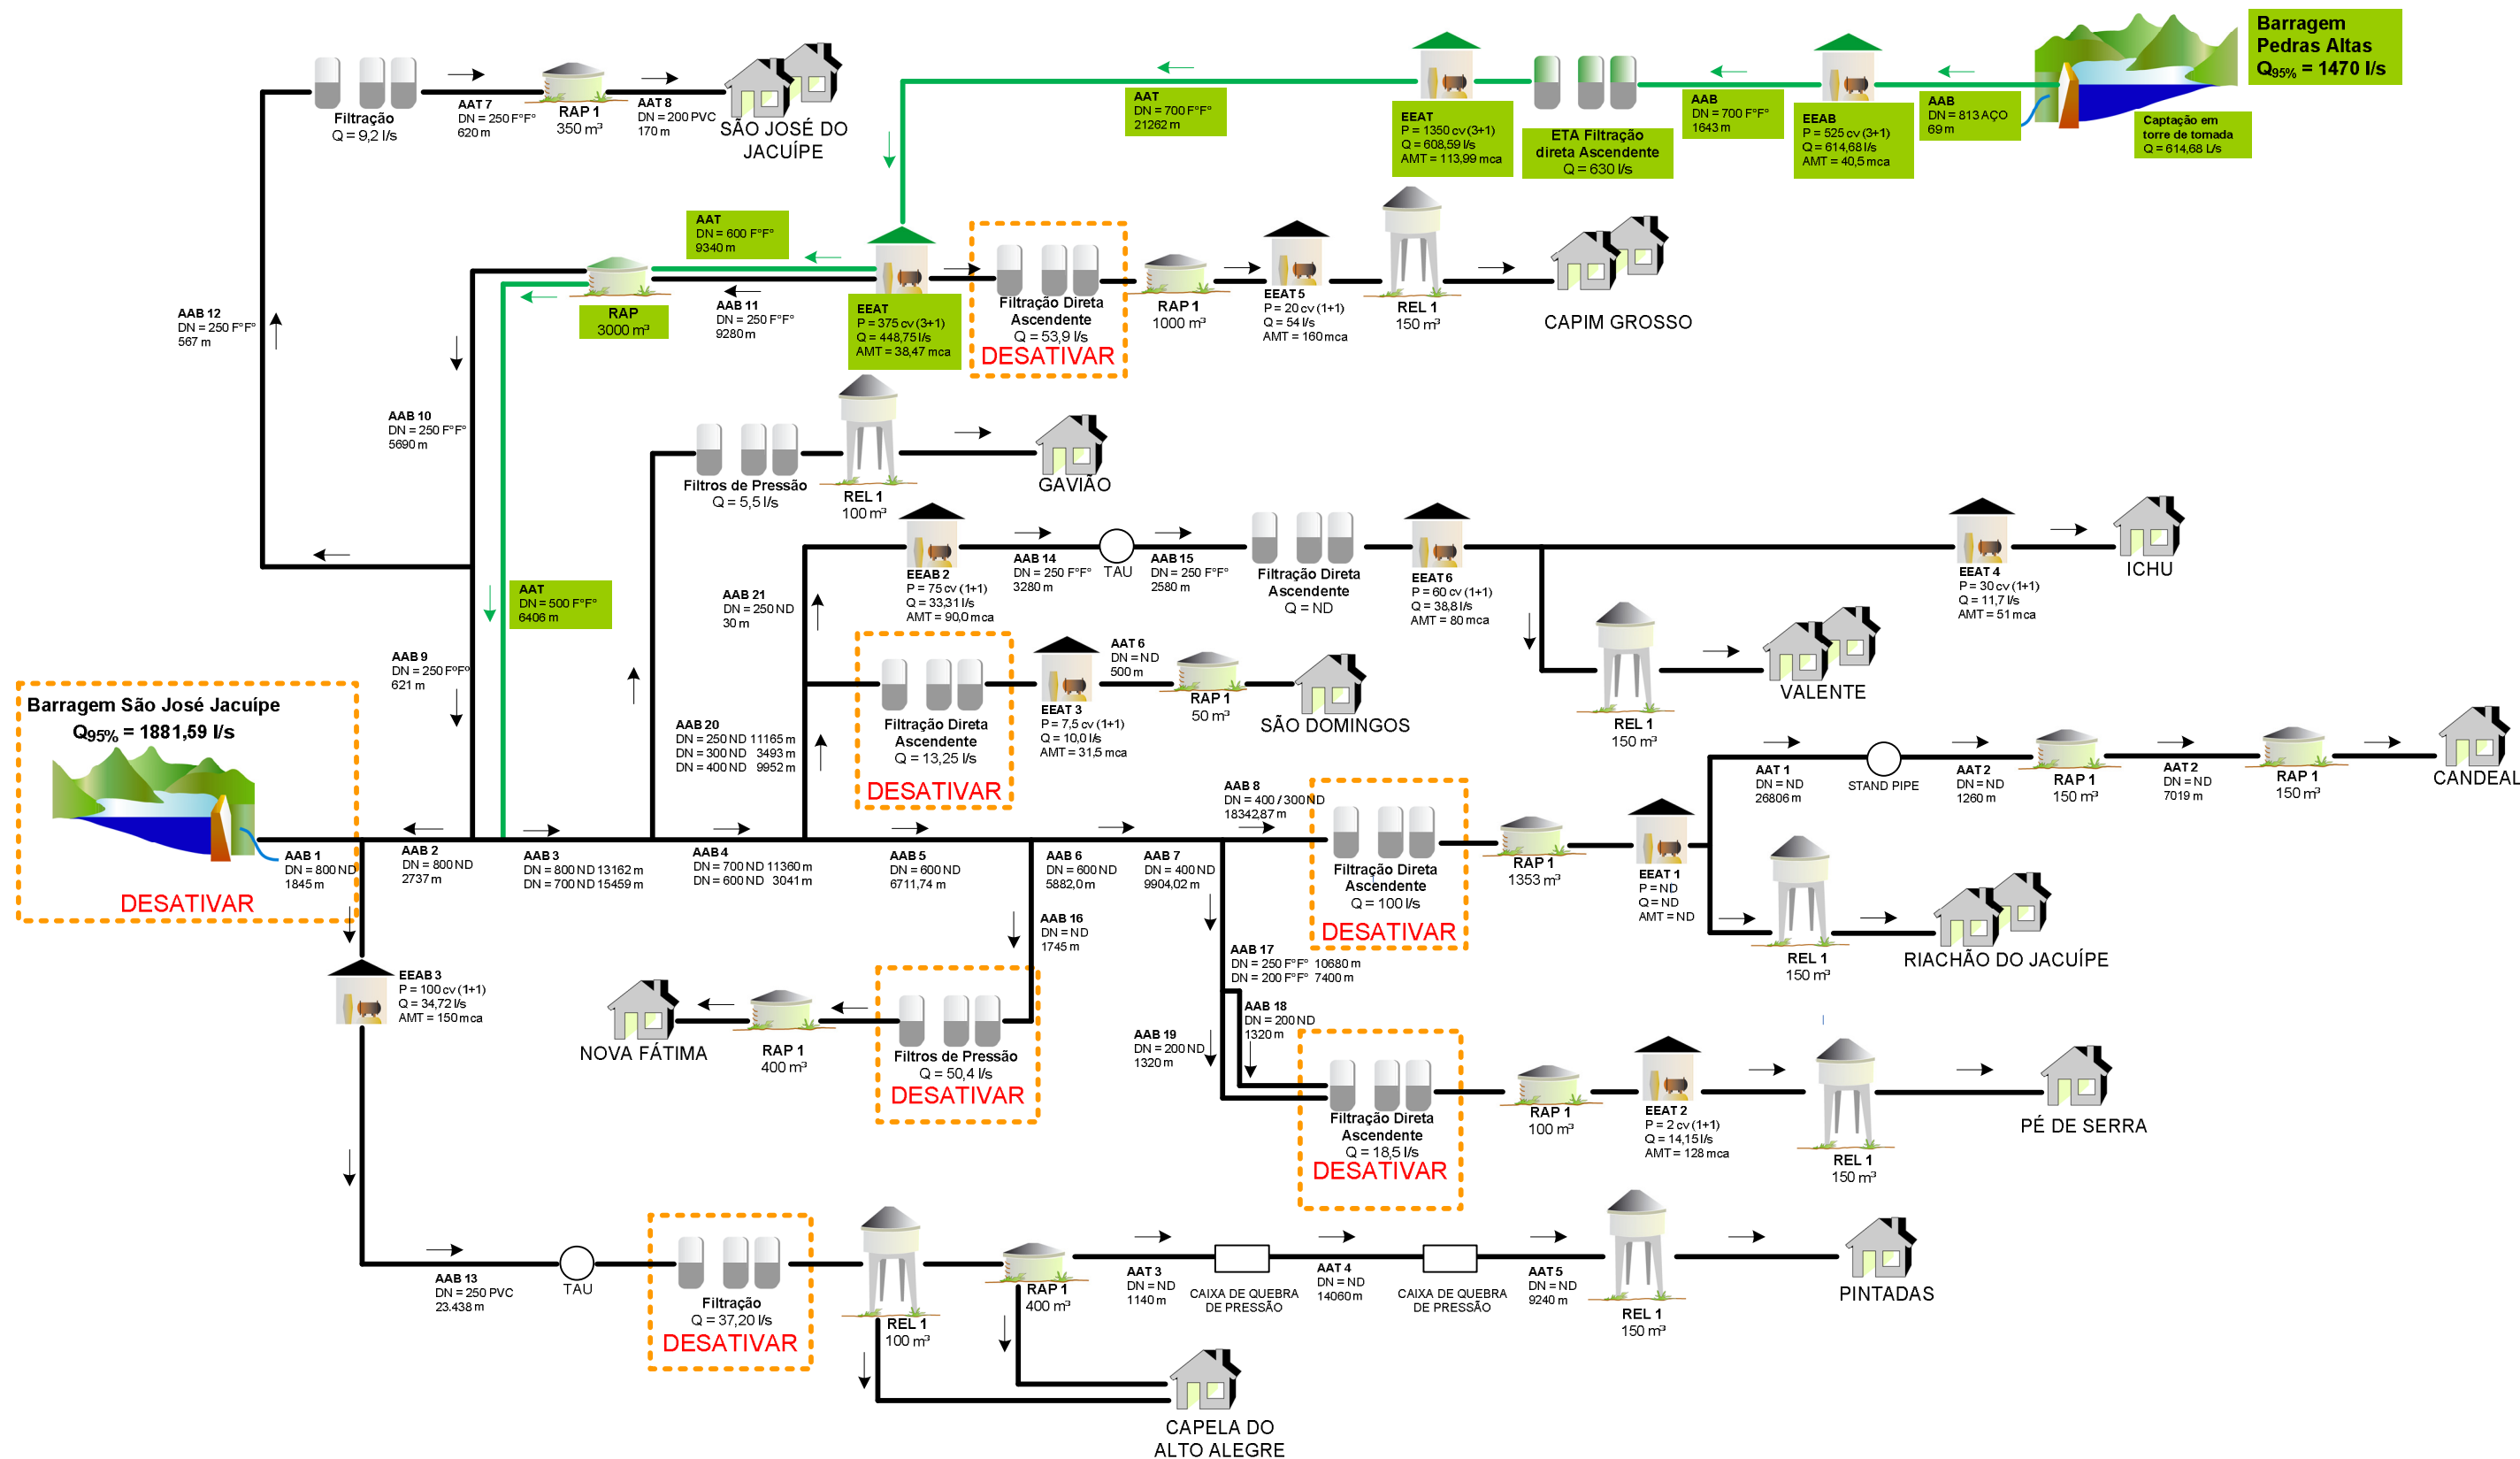 Barragem
Pedras Altas
Q95% = 1470 l/s
Captação em
torre de tomada
Q = 614,68 L/s
AAB
DN = 813 AÇO
69 m
EEAB
P = 525 cv (3+1)
Q = 614,68 l/s
AMT = 40,5 mca
AAB
DN = 700 F°F°
1643 m
ETA Filtração
direta Ascendente
Q = 630 l/s
EEAT
P = 1350 cv (3+1)
Q = 608,59 l/s
AMT = 113,99 mca
AAT
DN = 700 F°F°
21262 m
Filtração
Q = 9,2 l/s
AAT 7
DN = 250 F°F°
620 m
RAP 1
350 m³
AAT 8
DN = 200 PVC
170 m
SÃO JOSÉ DO
JACUÍPE
AAT
DN = 600 F°F°
9340 m
RAP
3000 m³
AAB 11
DN = 250 F°F°
9280 m
EEAT
P = 375 cv (3+1)
Q = 448,75 l/s
AMT = 38,47 mca
Filtração Direta
Ascendente
Q = 53,9 l/s
DESATIVAR
RAP 1
1000 m³
EEAT 5
P = 20 cv (1+1)
Q = 54 l/s
AMT = 160 mca
REL 1
150 m³
CAPIM GROSSO
AAB 12
DN = 250 F°F°
567 m
AAB 10
DN = 250 F°F°
5690 m
Filtros de Pressão
Q = 5,5 l/s
REL 1
100 m³
GAVIÃO
AAT
DN = 500 F°F°
6406 m
AAB 21
DN = 250 ND
30 m
EEAB 2
P = 75 cv (1+1)
Q = 33,31 l/s
AMT = 90,0 mca
AAB 14
DN = 250 F°F°
3280 m
TAU
AAB 15
DN = 250 F°F°
2580 m
Filtração Direta
Ascendente
Q = ND
EEAT 6
P = 60 cv (1+1)
Q = 38,8 l/s
AMT = 80 mca
EEAT 4
P = 30 cv (1+1)
Q = 11,7 l/s
AMT = 51 mca
ICHU
REL 1
150 m³
VALENTE
AAB 9
DN = 250 FºFº
621 m
Filtração Direta
Ascendente
Q = 13,25 l/s
DESATIVAR
EEAT 3
P = 7,5 cv (1+1)
Q = 10,0 l/s
AMT = 31,5 mca
AAT 6
DN = ND
500 m
RAP 1
50 m³
SÃO DOMINGOS
AAB 20
DN = 250 ND 11165 m
DN = 300 ND 3493 m
DN = 400 ND 9952 m
Barragem São José Jacuípe
Q95% = 1881,59 l/s
DESATIVAR
AAB 1
DN = 800 ND
1845 m
AAB 2
DN = 800 ND
2737 m
AAB 3
DN = 800 ND 13162 m
DN = 700 ND 15459 m
AAB 4
DN = 700 ND 11360 m
DN = 600 ND 3041 m
AAB 5
DN = 600 ND
6711,74 m
AAB 6
DN = 600 ND
5882,0 m
AAB 7
DN = 400 ND
9904,02 m
AAB 8
DN = 400 / 300 ND
18342,87 m
Filtração Direta
Ascendente
Q = 100 l/s
DESATIVAR
RAP 1
1353 m³
EEAT 1
P = ND
Q = ND
AMT = ND
AAT 1
DN = ND
26806 m
STAND PIPE
AAT 2
DN = ND
1260 m
RAP 1
150 m³
AAT 2
DN = ND
7019 m
RAP 1
150 m³
CANDEAL
REL 1
150 m³
RIACHÃO DO JACUÍPE
AAB 16
DN = ND
1745 m
Filtros de Pressão
Q = 50,4 l/s
DESATIVAR
RAP 1
400 m³
NOVA FÁTIMA
EEAB 3
P = 100 cv (1+1)
Q = 34,72 l/s
AMT = 150 mca
AAB 17
DN = 250 F°F° 10680 m
DN = 200 F°F° 7400 m
AAB 18
DN = 200 ND
1320 m
AAB 19
DN = 200 ND
1320 m
Filtração Direta
Ascendente
Q = 18,5 l/s
DESATIVAR
RAP 1
100 m³
EEAT 2
P = 2 cv (1+1)
Q = 14,15 l/s
AMT = 128 mca
REL 1
150 m³
PÉ DE SERRA
AAB 13
DN = 250 PVC
23.438 m
TAU
Filtração
Q = 37,20 l/s
DESATIVAR
REL 1
100 m³
RAP 1
400 m³
AAT 3
DN = ND
1140 m
CAIXA DE QUEBRA
DE PRESSÃO
AAT 4
DN = ND
14060 m
CAIXA DE QUEBRA
DE PRESSÃO
AAT 5
DN = ND
9240 m
REL 1
150 m³
PINTADAS
CAPELA DO
ALTO ALEGRE